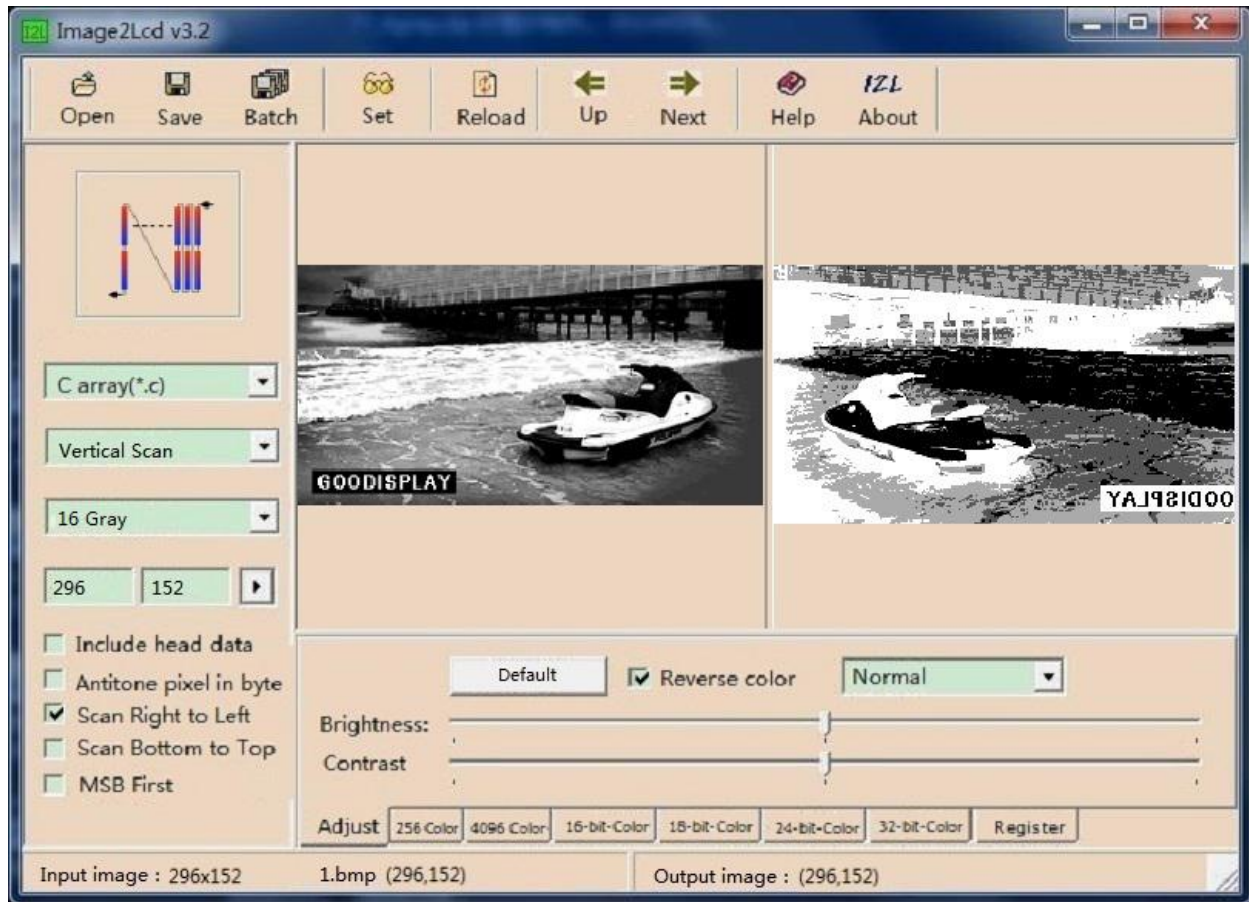 I2L Image2Lcd v3.2
Open Save Batch Set Reload Up Next Help I2L About
C array(*.c)
Vertical Scan
16 Gray
296 152
Include head data
Antitone pixel in byte
Scan Right to Left
Scan Bottom to Top
MSB First
GOODISPLAY
OODISPLAY
Default Reverse color Normal
Brightness:
Contrast
Adjust 256 Color 4096 Color 16-bit-Color 18-bit-Color 24-bit-Color 32-bit-Color Register
Input image : 296x152 1.bmp (296,152) Output image : (296,152)